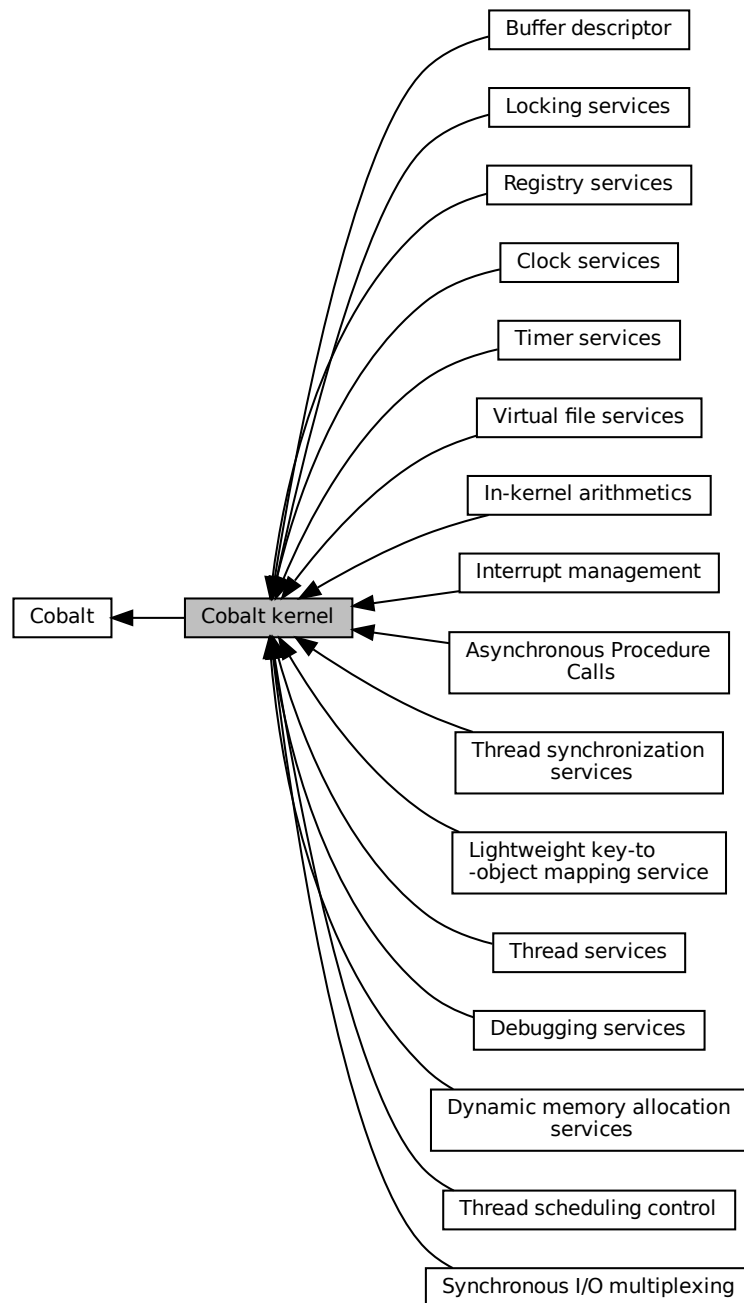 Buffer descriptor
Locking services
Registry services
Clock services
Timer services
Virtual file services
In-kernel arithmetics
Interrupt management
Cobalt
Cobalt kernel
Asynchronous Procedure
Calls
Thread synchronization
services
Lightweight key-to
-object mapping service
Thread services
Debugging services
Dynamic memory allocation
services
Thread scheduling control
Synchronous I/O multiplexing